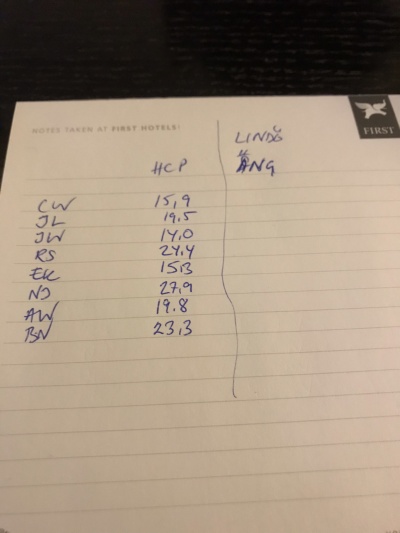 NOTES TAKEN AT FIRST HOTELS:
HCP
CW 15,9
JL 19.5
JW 14,0
RS 24,4
EK 15,3
NJ 27,9
AW 19.8
BN 23,3
LINDÖ
ÄNG
FIRST